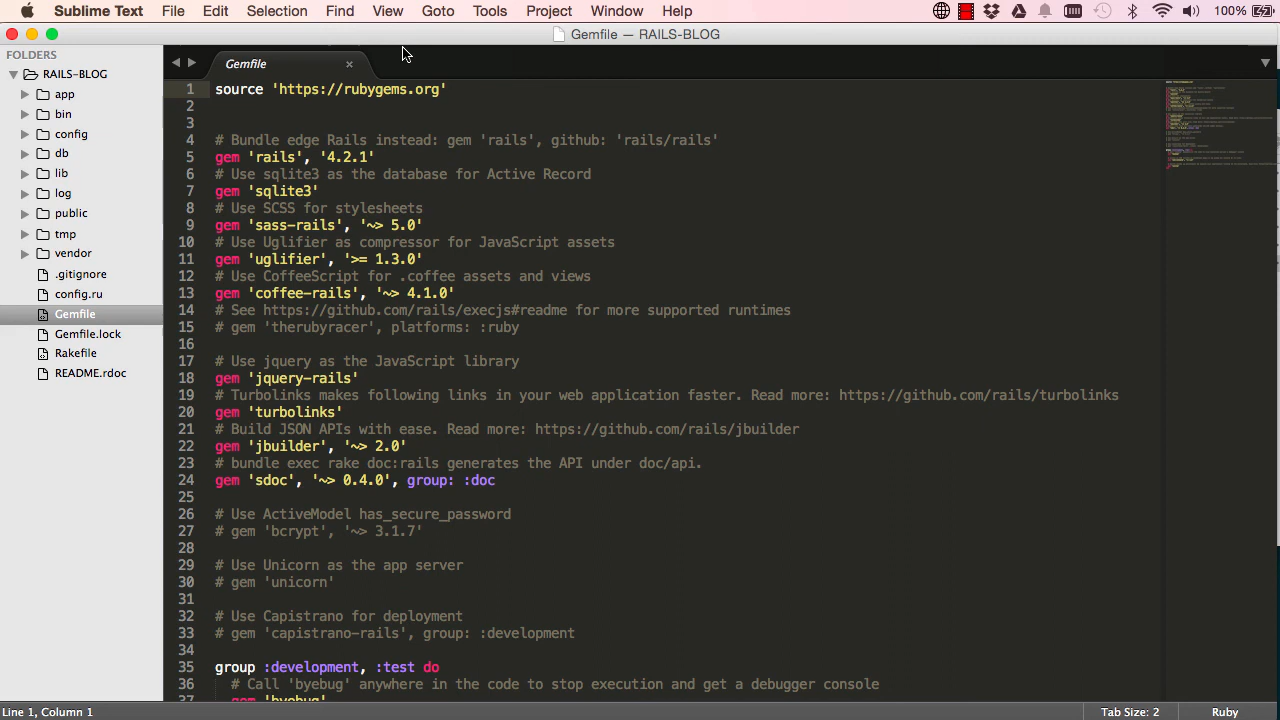 Sublime Text File Edit Selection Find View Goto Tools Project Window Help 100%
Gemfile — RAILS-BLOG
FOLDERS
RAILS-BLOG
app
bin
config
db
lib
log
public
tmp
vendor
.gitignore
config.ru
Gemfile
Gemfile.lock
Rakefile
README.rdoc
Gemfile ×
1 source 'https://rubygems.org'
2
3
4 # Bundle edge Rails instead: gem 'rails', github: 'rails/rails'
5 gem 'rails', '4.2.1'
6 # Use sqlite3 as the database for Active Record
7 gem 'sqlite3'
8 # Use SCSS for stylesheets
9 gem 'sass-rails', '~> 5.0'
10 # Use Uglifier as compressor for JavaScript assets
11 gem 'uglifier', '>= 1.3.0'
12 # Use CoffeeScript for .coffee assets and views
13 gem 'coffee-rails', '~> 4.1.0'
14 # See https://github.com/rails/execjs#readme for more supported runtimes
15 # gem 'therubyracer', platforms: :ruby
16
17 # Use jquery as the JavaScript library
18 gem 'jquery-rails'
19 # Turbolinks makes following links in your web application faster. Read more: https://github.com/rails/turbolinks
20 gem 'turbolinks'
21 # Build JSON APIs with ease. Read more: https://github.com/rails/jbuilder
22 gem 'jbuilder', '~> 2.0'
23 # bundle exec rake doc:rails generates the API under doc/api.
24 gem 'sdoc', '~> 0.4.0', group: :doc
25
26 # Use ActiveModel has_secure_password
27 # gem 'bcrypt', '~> 3.1.7'
28
29 # Use Unicorn as the app server
30 # gem 'unicorn'
31
32 # Use Capistrano for deployment
33 # gem 'capistrano-rails', group: :development
34
35 group :development, :test do
36 # Call 'byebug' anywhere in the code to stop execution and get a debugger console
37 gem 'byebug'
Line 1, Column 1 Tab Size: 2 Ruby